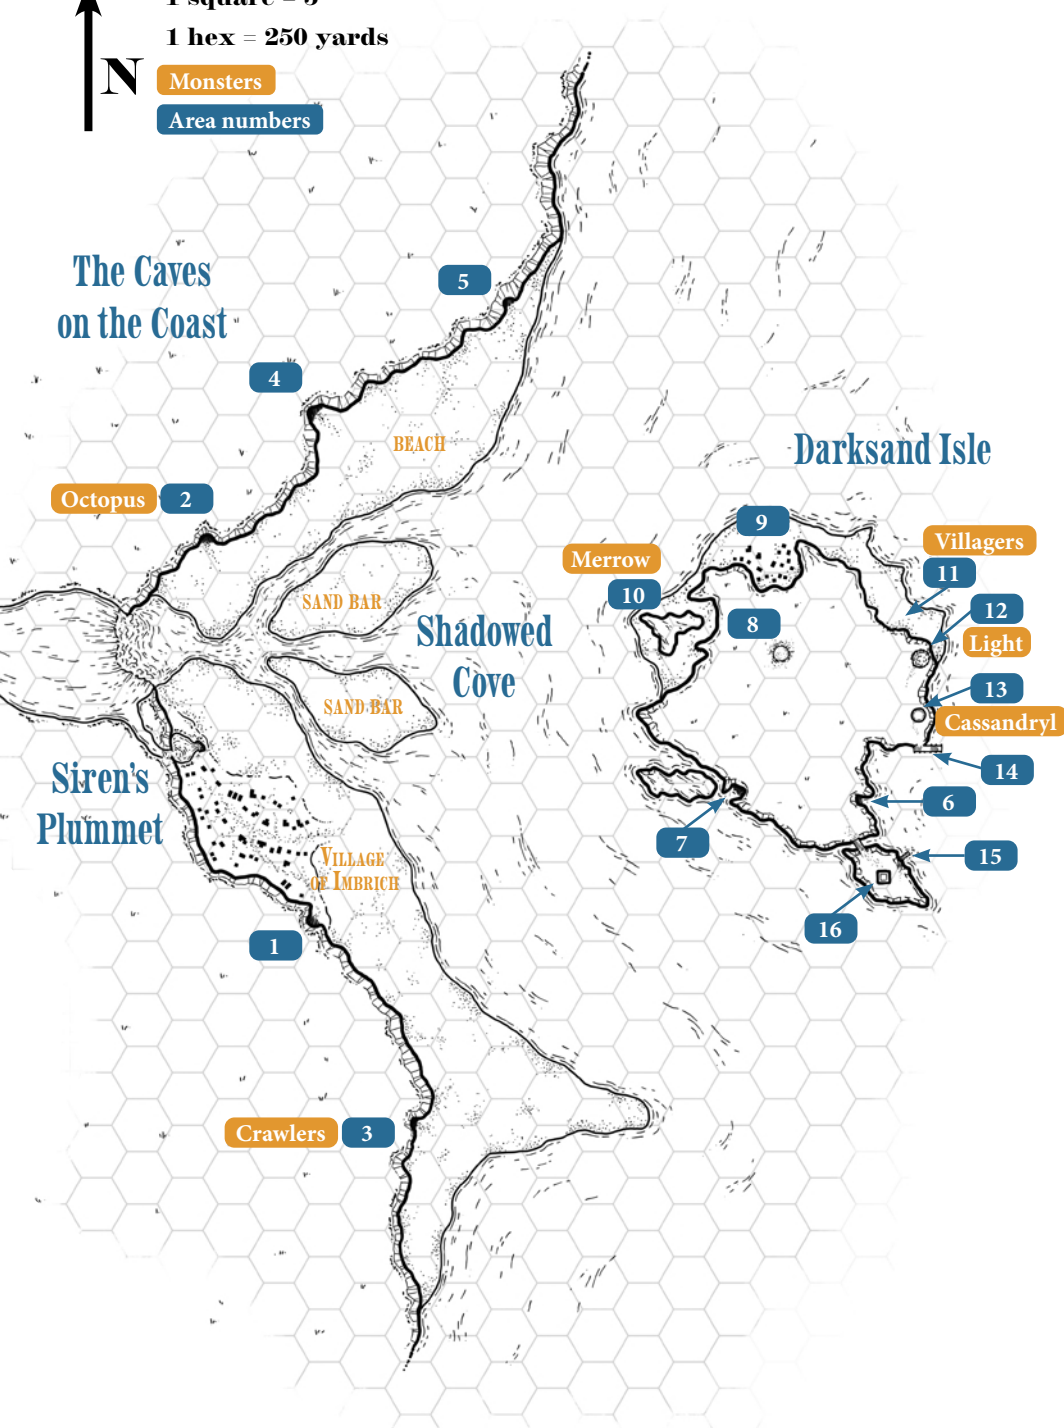 1 hex = 250 yards
N
Monsters
Area numbers
The Caves
on the Coast
5
4
BEACH
Darksand Isle
Octopus 2
9
Villagers
Merrow
11
10
12
SAND BAR
8
Shadowed
Cove
Light
13
SAND BAR
Cassandryl
Siren's
Plummet
14
6
7
Village
of Imbrich
15
16
1
Crawlers 3